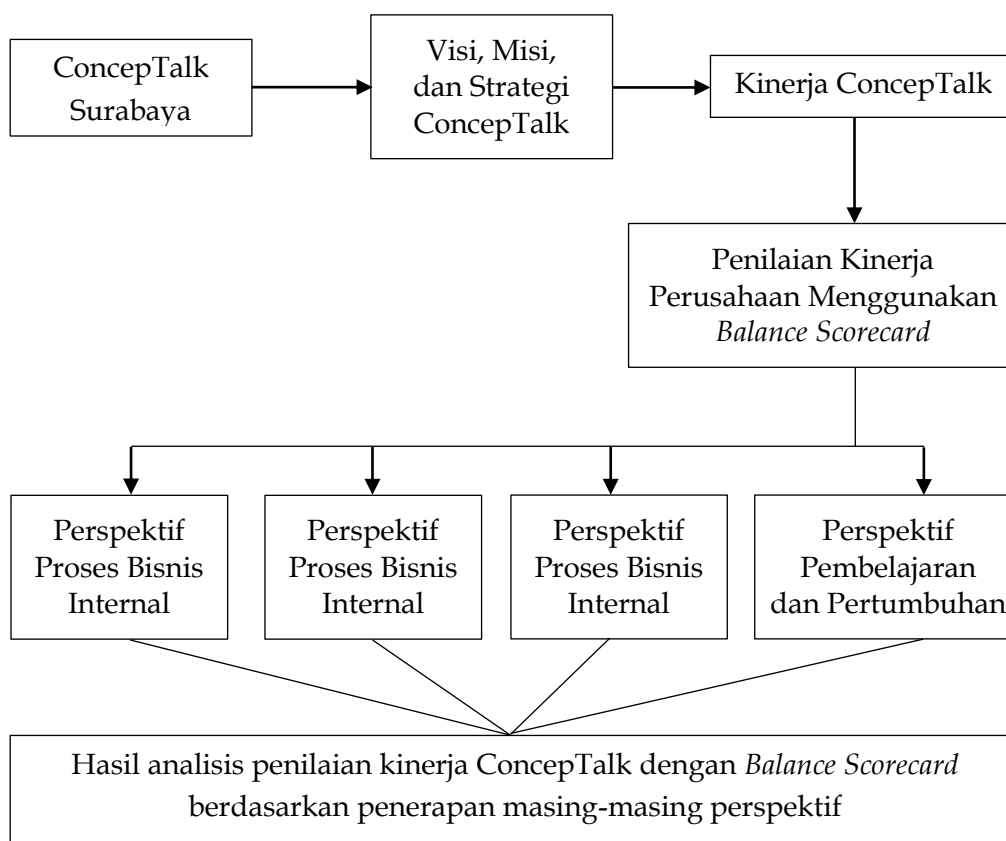 ConcepTalk
Surabaya
Visi, Misi,
dan Strategi
ConcepTalk
Kinerja ConcepTalk
Penilaian Kinerja
Perusahaan Menggunakan
Balance Scorecard
Perspektif
Proses Bisnis
Internal
Perspektif
Proses Bisnis
Internal
Perspektif
Proses Bisnis
Internal
Perspektif
Pembelajaran
dan Pertumbuhan
Hasil analisis penilaian kinerja ConcepTalk dengan Balance Scorecard
berdasarkan penerapan masing-masing perspektif